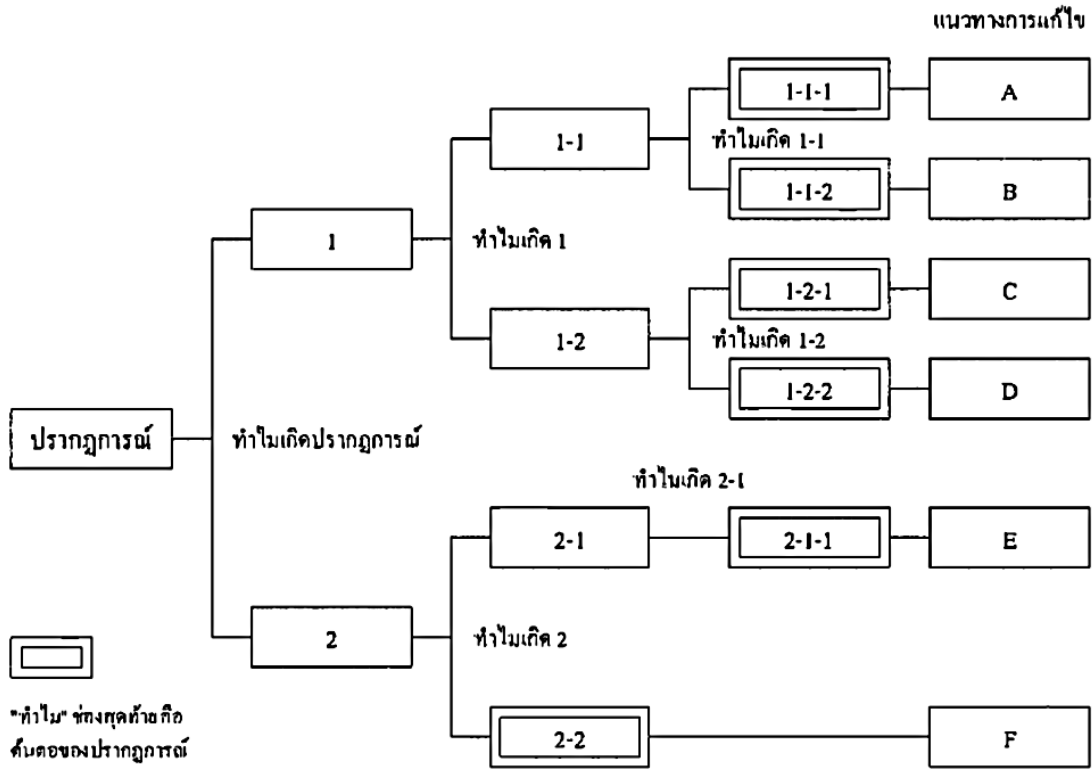 แนวทางการแก้ไข
1-1-1
A
1-1
ทำไมเกิด 1-1
1-1-2
B
1
ทำไมเกิด 1
1-2-1
C
1-2
ทำไมเกิด 1-2
1-2-2
D
ปรากฎการณ์
ทำไมเกิดปรากฎการณ์
ทำไมเกิด 2-1
2-1
2-1-1
E
2
ทำไมเกิด 2
"ทำไม" ช่องสุดท้ายคือ
ต้นตอของปรากฎการณ์
2-2
F